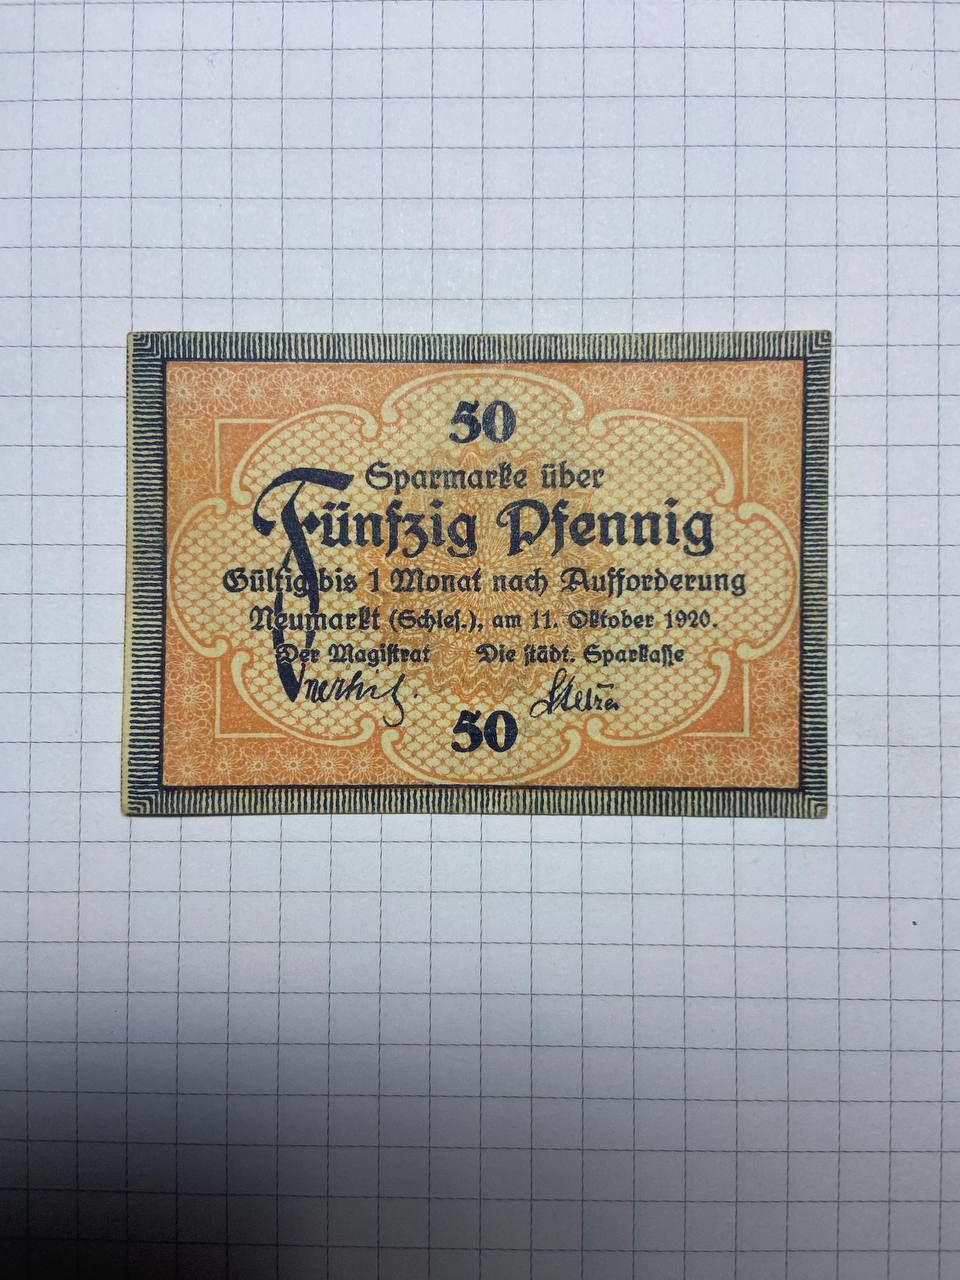 50
Sparmarke über
Fünfzig Pfennig
Gültig bis 1 Monat nach Aufforderung
Neumarkt (Schles.), am 11. Oktober 1920.
Der Magistrat Die städt. Sparkasse
50